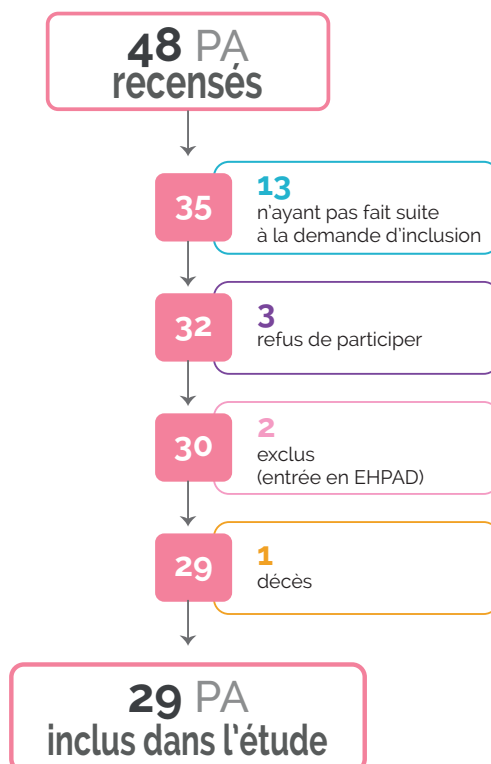 48 PA
recensés
35
13
n'ayant pas fait suite
à la demande d'inclusion
32
3
refus de participer
30
2
exclus
(entrée en EHPAD)
29
1
décès
29 PA
inclus dans l'étude